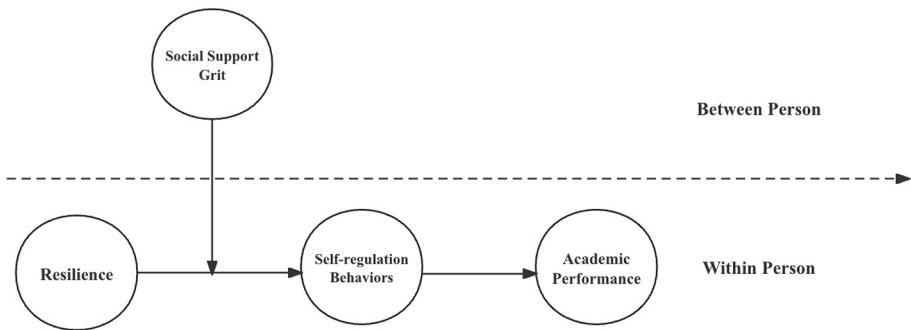 Social Support
Grit
Between Person
Resilience
Self-regulation
Behaviors
Academic
Performance
Within Person